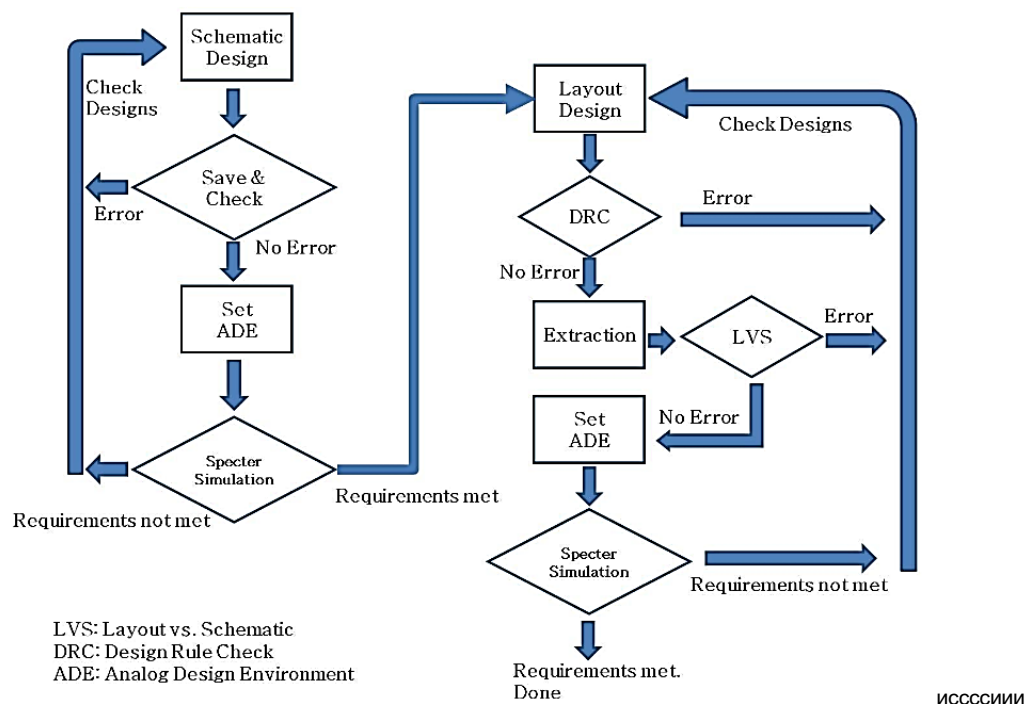 Schematic
Design
Check
Designs
Save &
Check
Error
No Error
Set
ADE
Specter
Simulation
Requirements not met
Requirements met
Layout
Design
Check Designs
DRC
Error
No Error
Extraction
LVS
Error
No Error
Set
ADE
Specter
Simulation
Requirements not met
Requirements met.
Done
LVS: Layout vs. Schematic
DRC: Design Rule Check
ADE: Analog Design Environment
ИССССИИИ